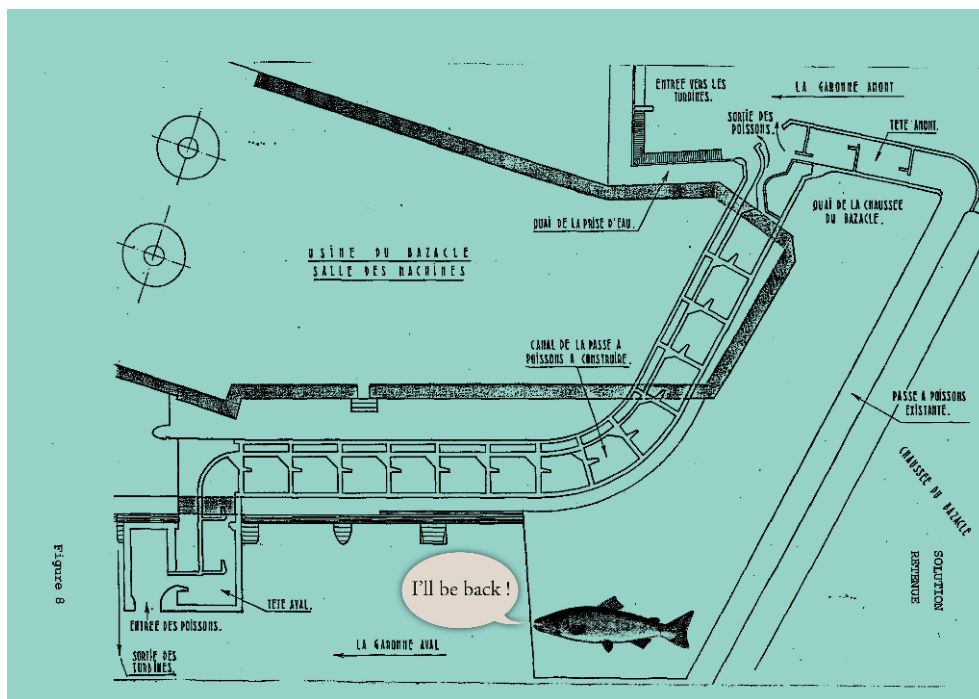 ENTREE VERS LES
TURBINES.
LA GARONNE AMONT
SORTIE DES
POISSONS.
TETE AMONT.
QUAI DE LA PRISE D'EAU.
QUAI DE LA CHAUSSEE
DU BAZACLE.
USINE DU BAZACLE
SALLE DES MACHINES
CANAL DE LA PASSE A
POISSONS A CONSTRUIRE.
PASSE A POISSONS
EXISTANTE.
CHAUSSEE DU BAZACLE
SOLUTION
RETENUE
Figure 8
I'll be back !
TETE AVAL.
ENTREE DES POISSONS.
LA GARONNE AVAL
SORTIE DES
TURBINES.